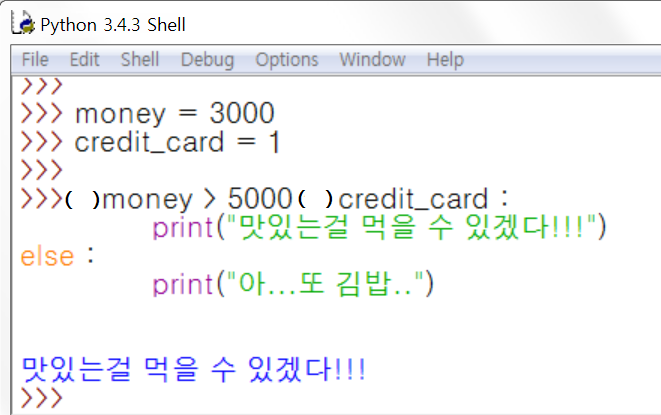 Python 3.4.3 Shell
File Edit Shell Debug Options Window Help
>>>
>>> money = 3000
>>> credit_card = 1
>>>
>>>( )money > 5000( )credit_card :
print("맛있는걸 먹을 수 있겠다!!!")
else :
print("아...또 김밥..")
맛있는걸 먹을 수 있겠다!!!
>>>